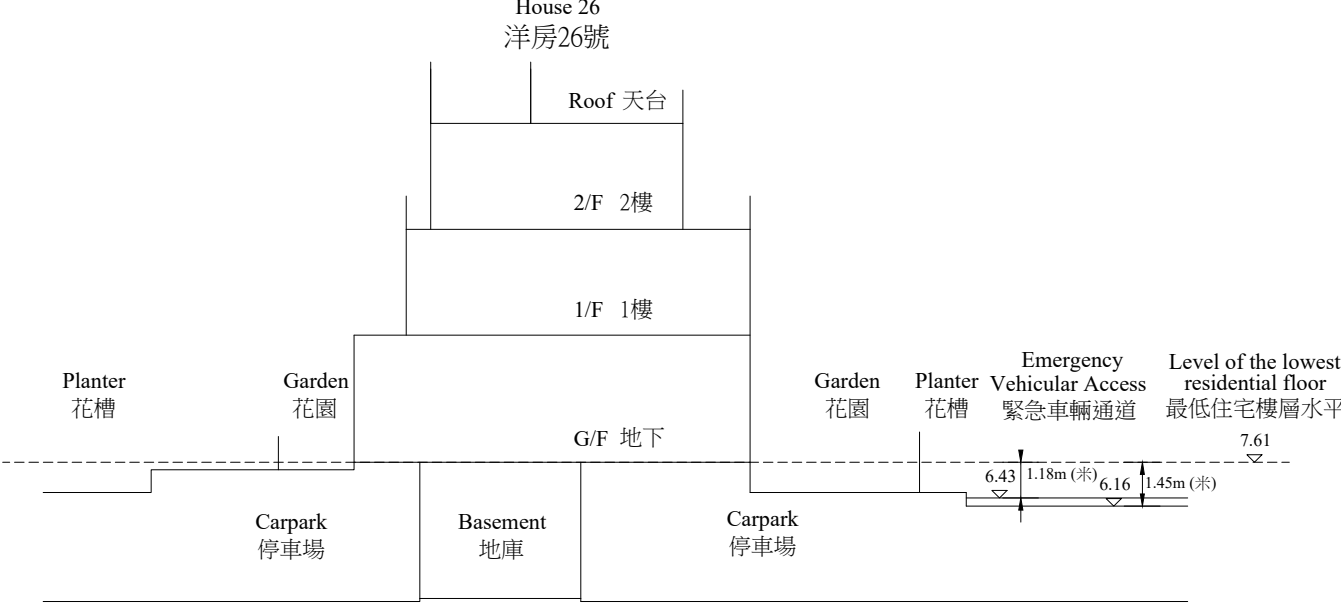 House 26
洋房26號
Roof 天台
2/F 2樓
1/F 1樓
Planter
花槽
Garden
花園
G/F 地下
Garden
花園
Planter
花槽
Emergency
Vehicular Access
緊急車輛通道
Level of the lowest
residential floor
最低住宅樓層水平
7.61
6.43
1.18m (米)
6.16
1.45m (米)
Carpark
停車場
Basement
地庫
Carpark
停車場